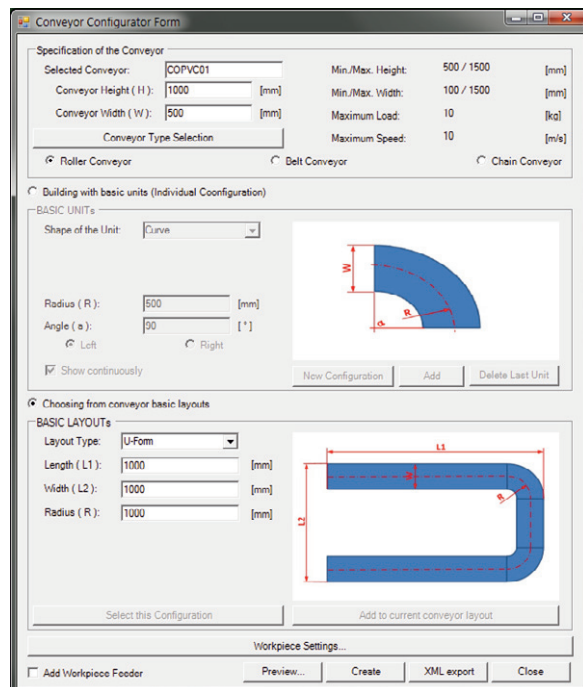 Conveyor Configurator Form
Specification of the Conveyor
Selected Conveyor: COPVC01 Min./Max. Height: 500 / 1500 [mm]
Conveyor Height ( H ): 1000 [mm] Min./Max. Width: 100 / 1500 [mm]
Conveyor Width ( W ): 500 [mm] Maximum Load: 10 [kg]
Conveyor Type Selection Maximum Speed: 10 [m/s]
Roller Conveyor Belt Conveyor Chain Conveyor
Building with basic units (Individual Coonfiguration)
BASIC UNITs
Shape of the Unit: Curve
W
R
α
Radius ( R ): 500 [mm]
Angle ( a ): 90 [ ° ]
Left Right
Show continuously
New Configuration Add Delete Last Unit
Choosing from conveyor basic layouts
BASIC LAYOUTs
Layout Type: U-Form
Length ( L1 ): 1000 [mm]
Width ( L2 ): 1000 [mm]
Radius ( R ): 1000 [mm]
L1
W
R
L2
Select this Configuration Add to current conveyor layout
Workpiece Settings...
Add Workpiece Feeder Preview... Create XML export Close